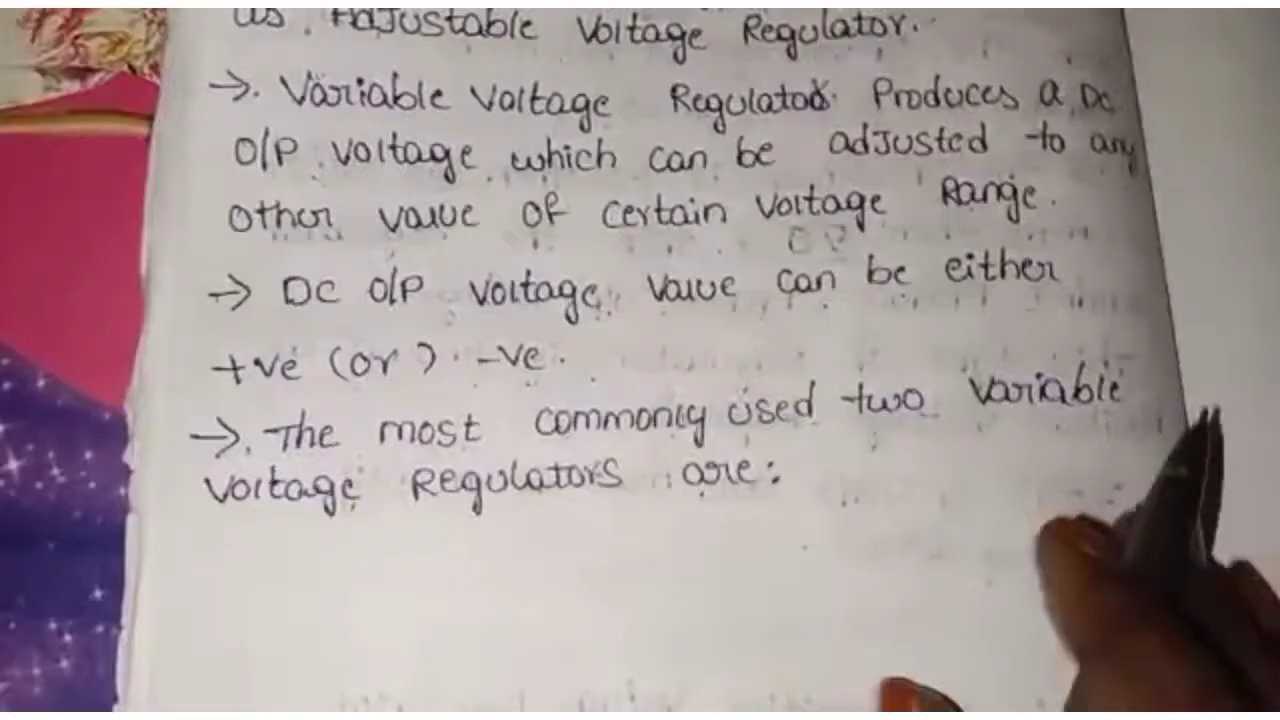 us Adjustable Voltage Regulator.
→. Variable Voltage Regulator Produces a DC
O/P voltage which can be adjusted to any
other value of certain voltage Range.
→ DC O/P voltage value can be either
+ve (or) -ve.
→. The most commonly used two variable
voltage Regulators are: